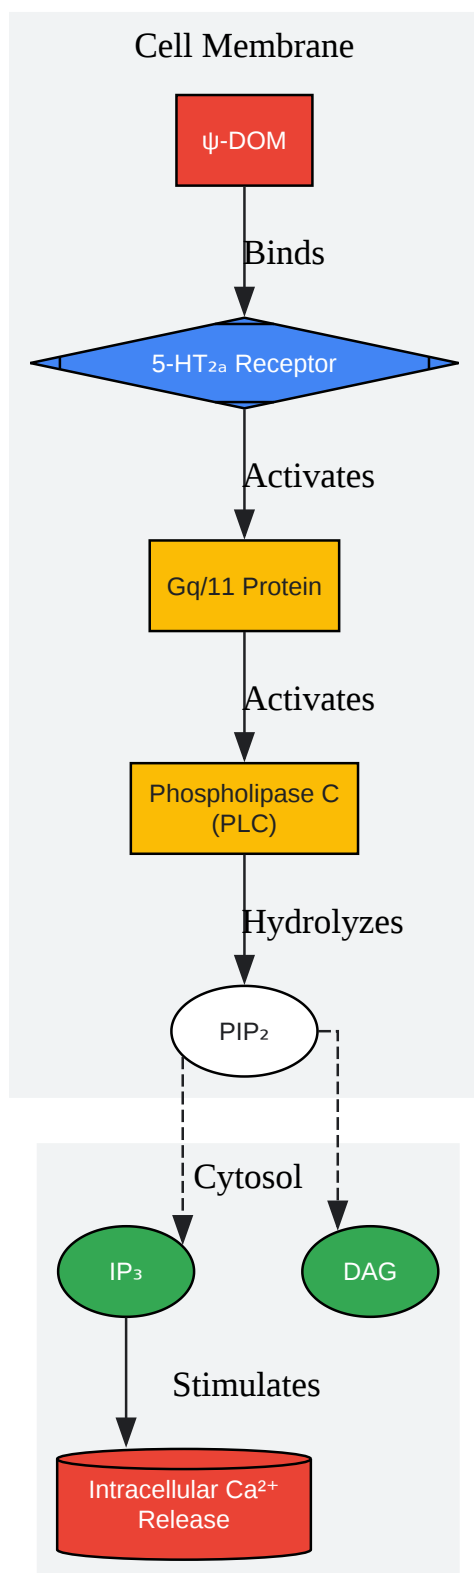 Cell Membrane
ψ-DOM
Binds
5-HT₂ₐ Receptor
Activates
Gq/11 Protein
Activates
Phospholipase C
(PLC)
Hydrolyzes
PIP₂
Cytosol
IP₃
DAG
Stimulates
Intracellular Ca²⁺
Release